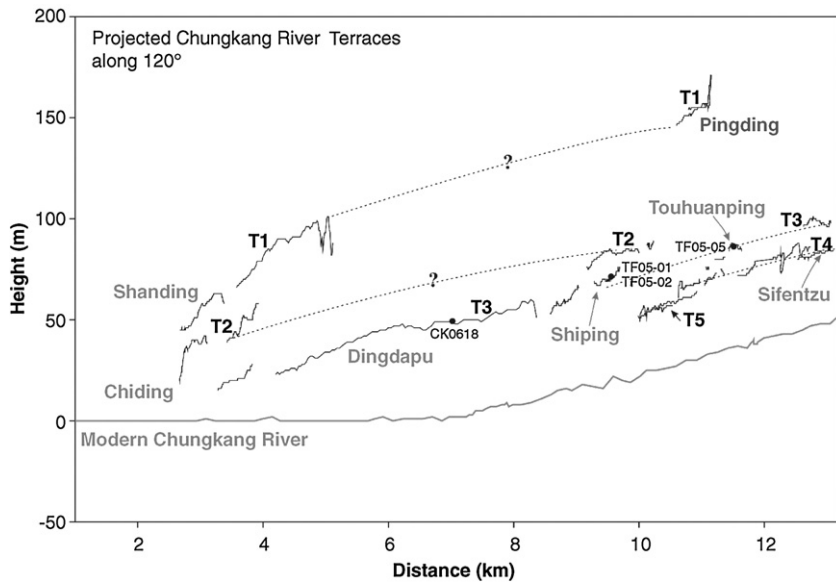 200
150
100
50
0
-50
Height (m)
Projected Chungkang River Terraces
along 120°
T1
Pingding
?
T1
Shanding
T2
Chiding
?
T2
T3
CK0618
Dingdapu
Touhuanping
T3
TF05-05
T4
TF05-01
TF05-02
Sifentzu
Shiping
T5
Modern Chungkang River
2
4
6
8
10
12
Distance (km)